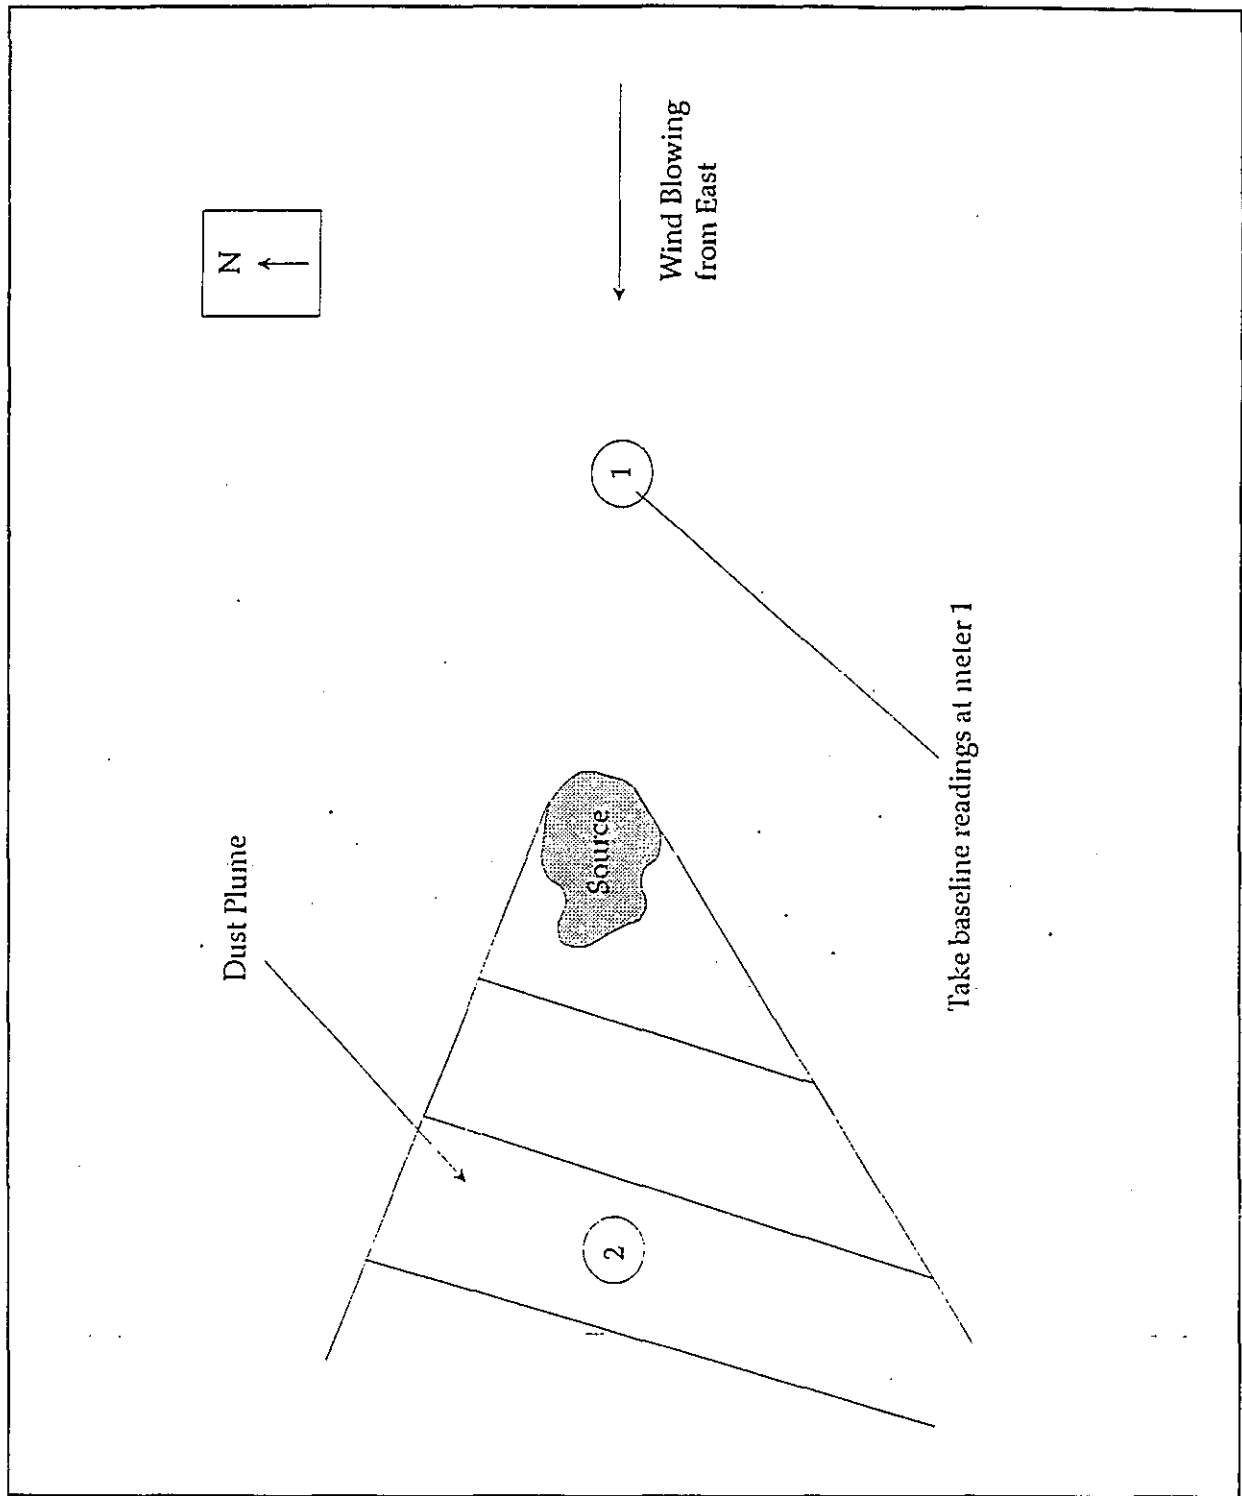 N
Wind Blowing
from East
1
Dust Plume
Source
2
Take baseline readings at meter 1